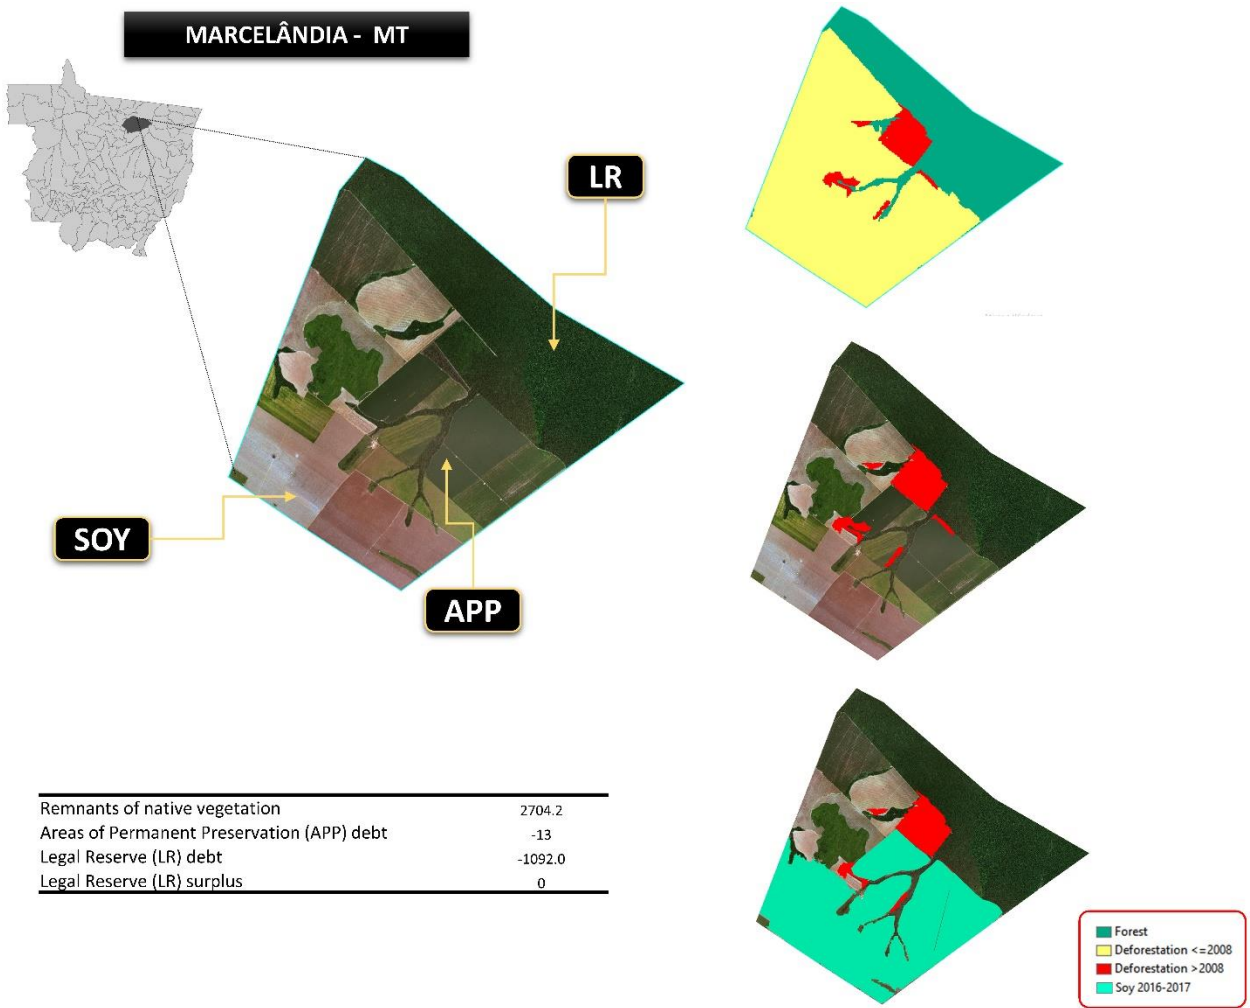 MARCELÂNDIA - MT
LR
SOY
APP
Remnants of native vegetation 2704.2
Areas of Permanent Preservation (APP) debt -13
Legal Reserve (LR) debt -1092.0
Legal Reserve (LR) surplus 0
Forest
Deforestation <=2008
Deforestation >2008
Soy 2016-2017